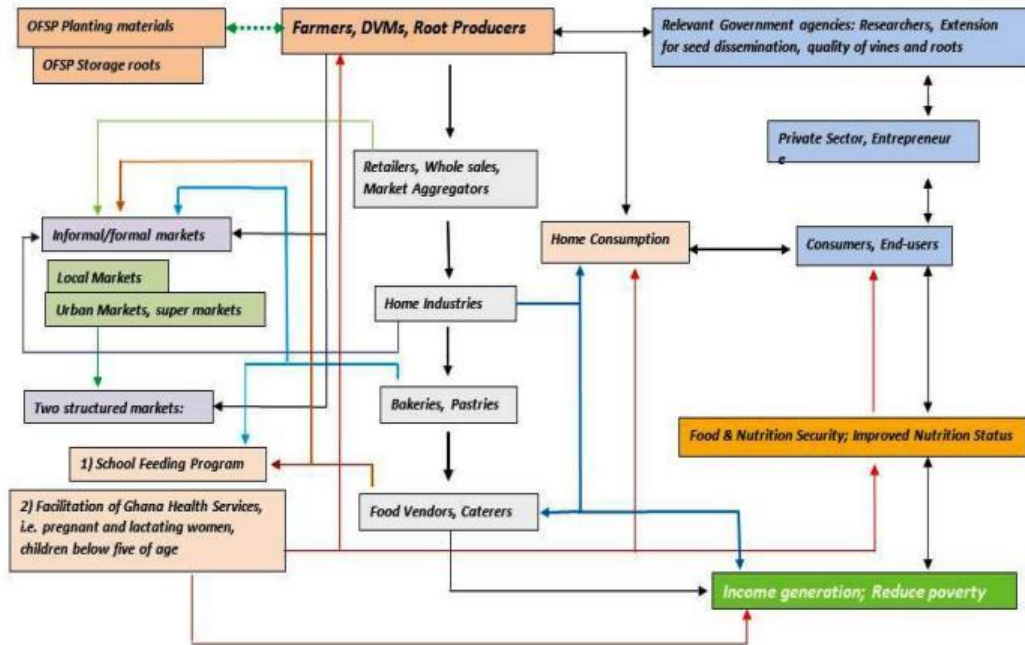 OFSP Planting materials
OFSP Storage roots
Farmers, DVMs, Root Producers
Relevant Government agencies: Researchers, Extension
for seed dissemination, quality of vines and roots
Private Sector, Entrepreneur
e
Retailers, Whole sales,
Market Aggregators
Informal/formal markets
Home Consumption
Consumers, End-users
Local Markets
Urban Markets, super markets
Home Industries
Two structured markets:
Bakeries, Pastries
Food & Nutrition Security; Improved Nutrition Status
1) School Feeding Program
2) Facilitation of Ghana Health Services,
i.e. pregnant and lactating women,
children below five of age
Food Vendors, Caterers
Income generation; Reduce poverty